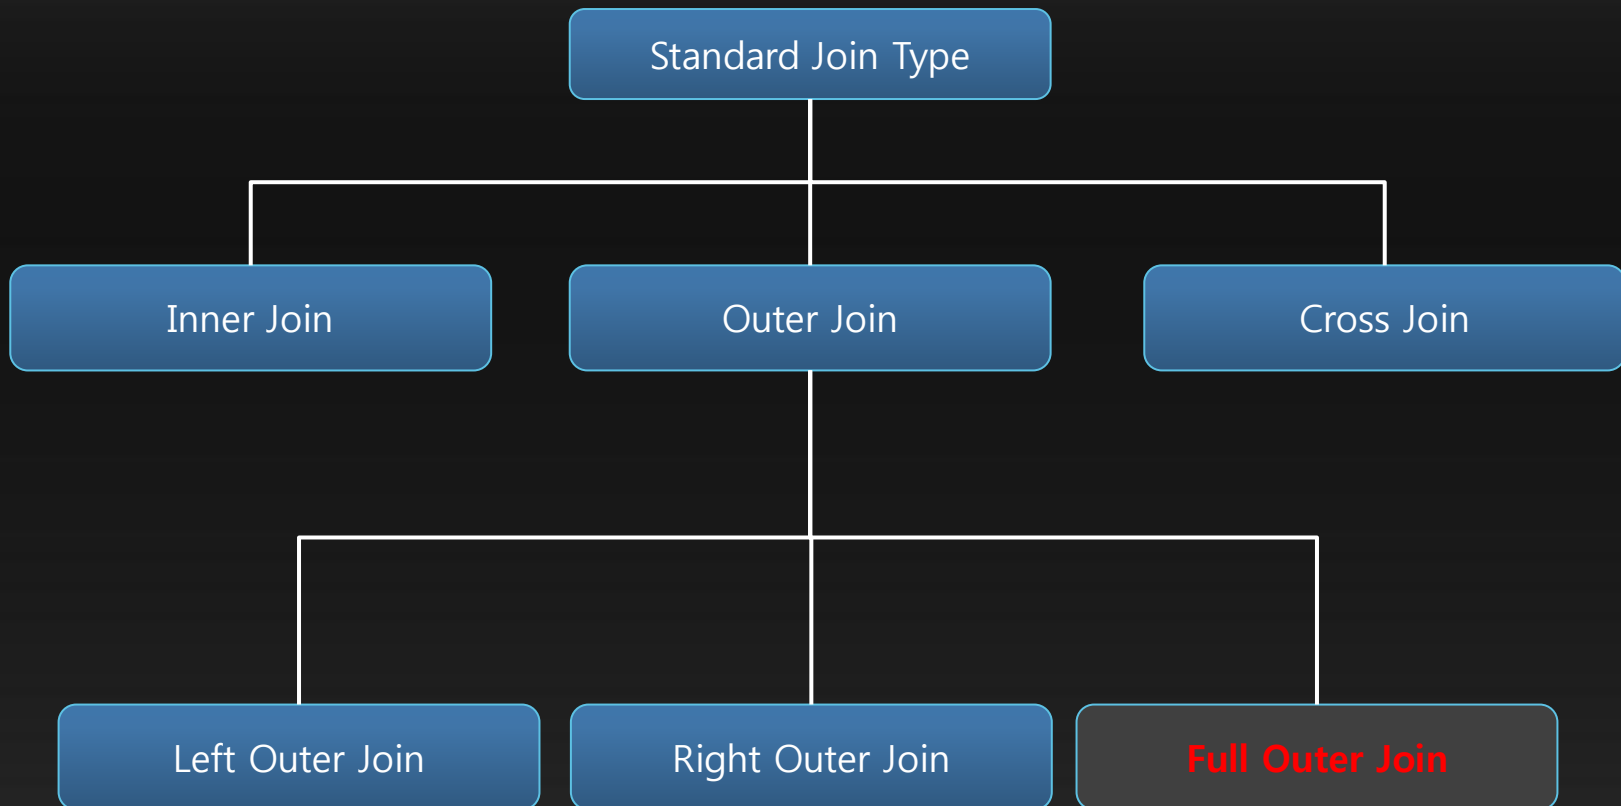 Standard Join Type
Inner Join
Outer Join
Cross Join
Left Outer Join
Right Outer Join
Full Outer Join